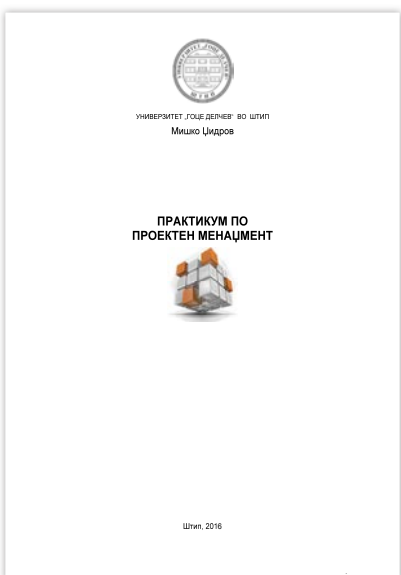 УНИВЕРЗИТЕТ „ГОЦЕ ДЕЛЧЕВ“ ВО ШТИП
Мишко Џидров
ПРАКТИКУМ ПО
ПРОЕКТЕН МЕНАЏМЕНТ
Штип, 2016